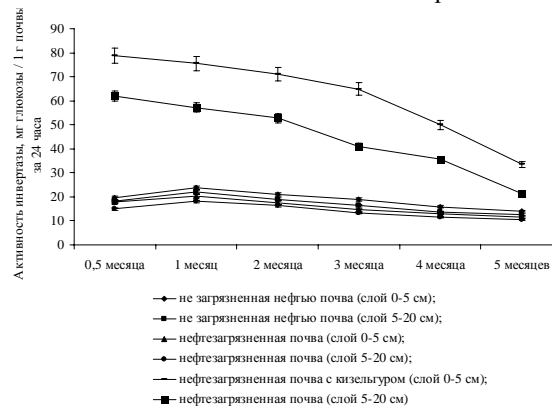 Активность инвертазы, мг глюкозы / 1 г почвы
за 24 часа
90
80
70
60
50
40
30
20
10
0
0,5 месяца 1 месяц 2 месяца 3 месяца 4 месяца 5 месяцев
не загрязненная нефтью почва (слой 0-5 см);
не загрязненная нефтью почва (слой 5-20 см);
нефтезагрязненная почва (слой 0-5 см);
нефтезагрязненная почва (слой 5-20 см);
нефтезагрязненная почва с кизельгуром (слой 0-5 см);
нефтезагрязненная почва (слой 5-20 см)